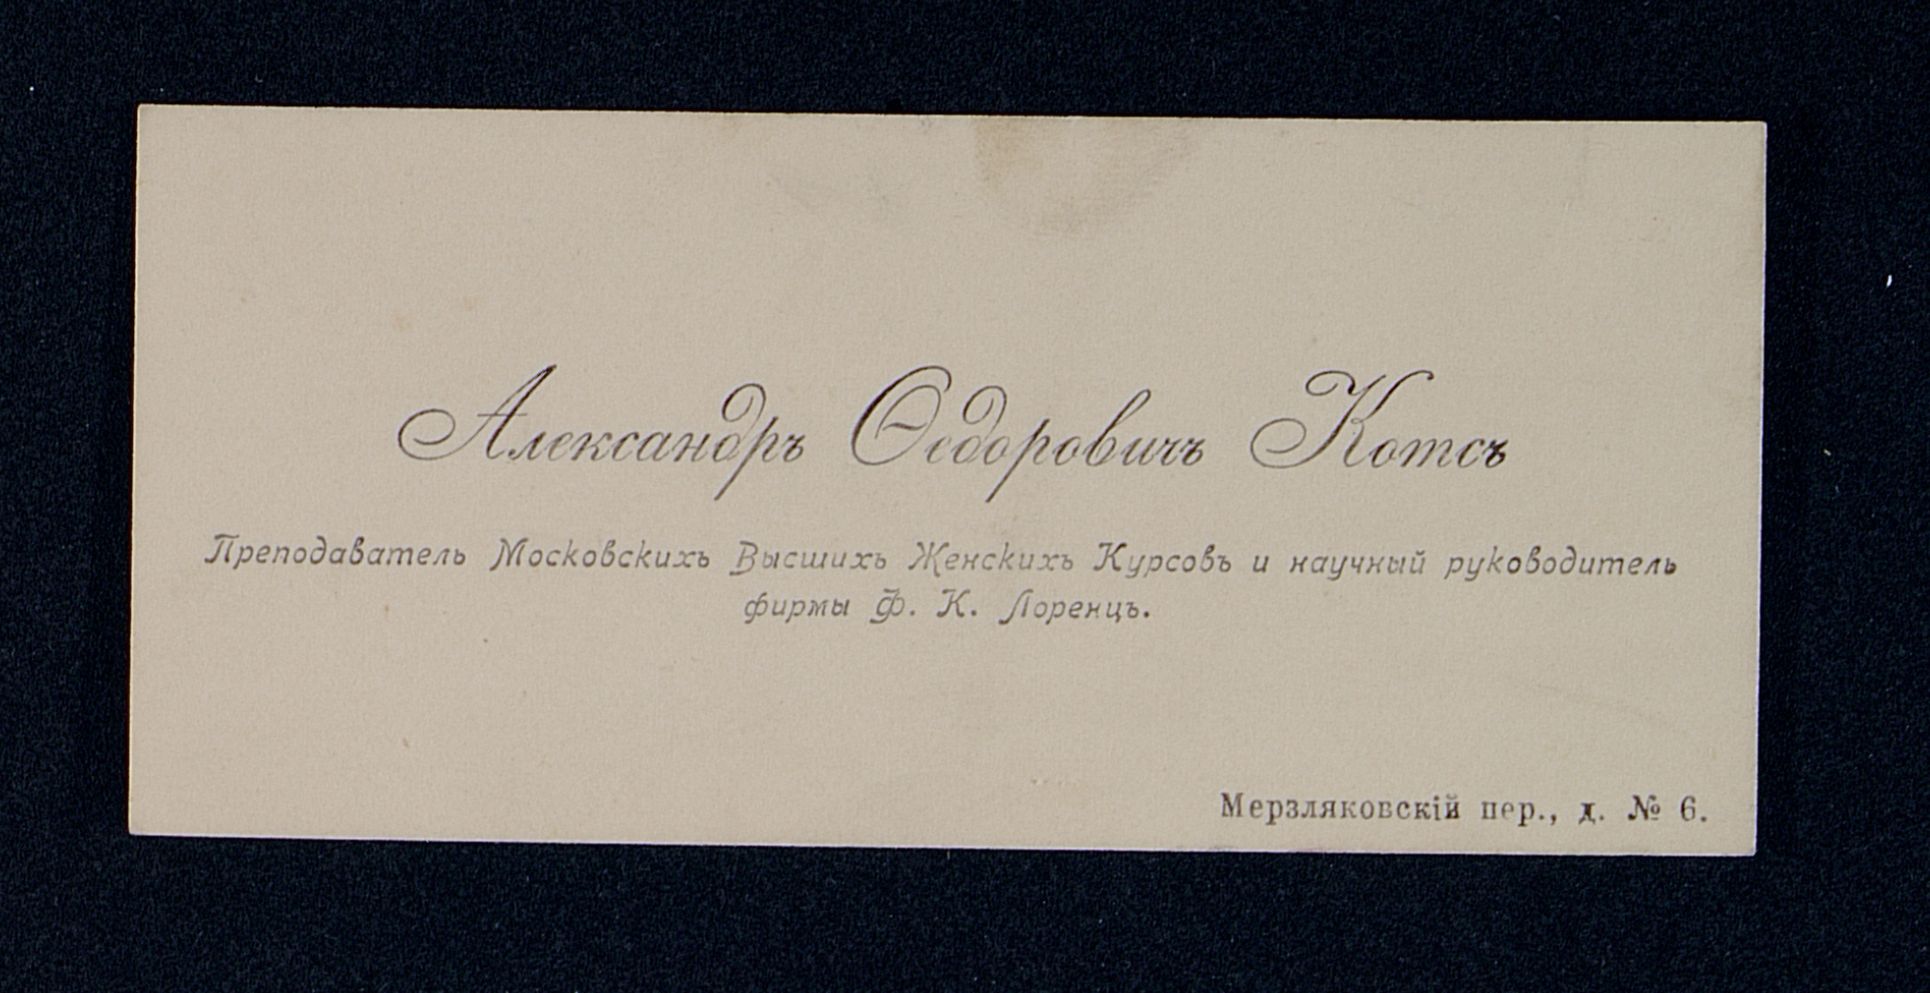 Александръ Ѳедоровичъ Котсъ
Преподаватель Московскихъ Высшихъ Женскихъ Курсовъ и научный руководитель
фирмы Ф. К. Лоренцъ.
Мерзляковскій пер., д. № 6.